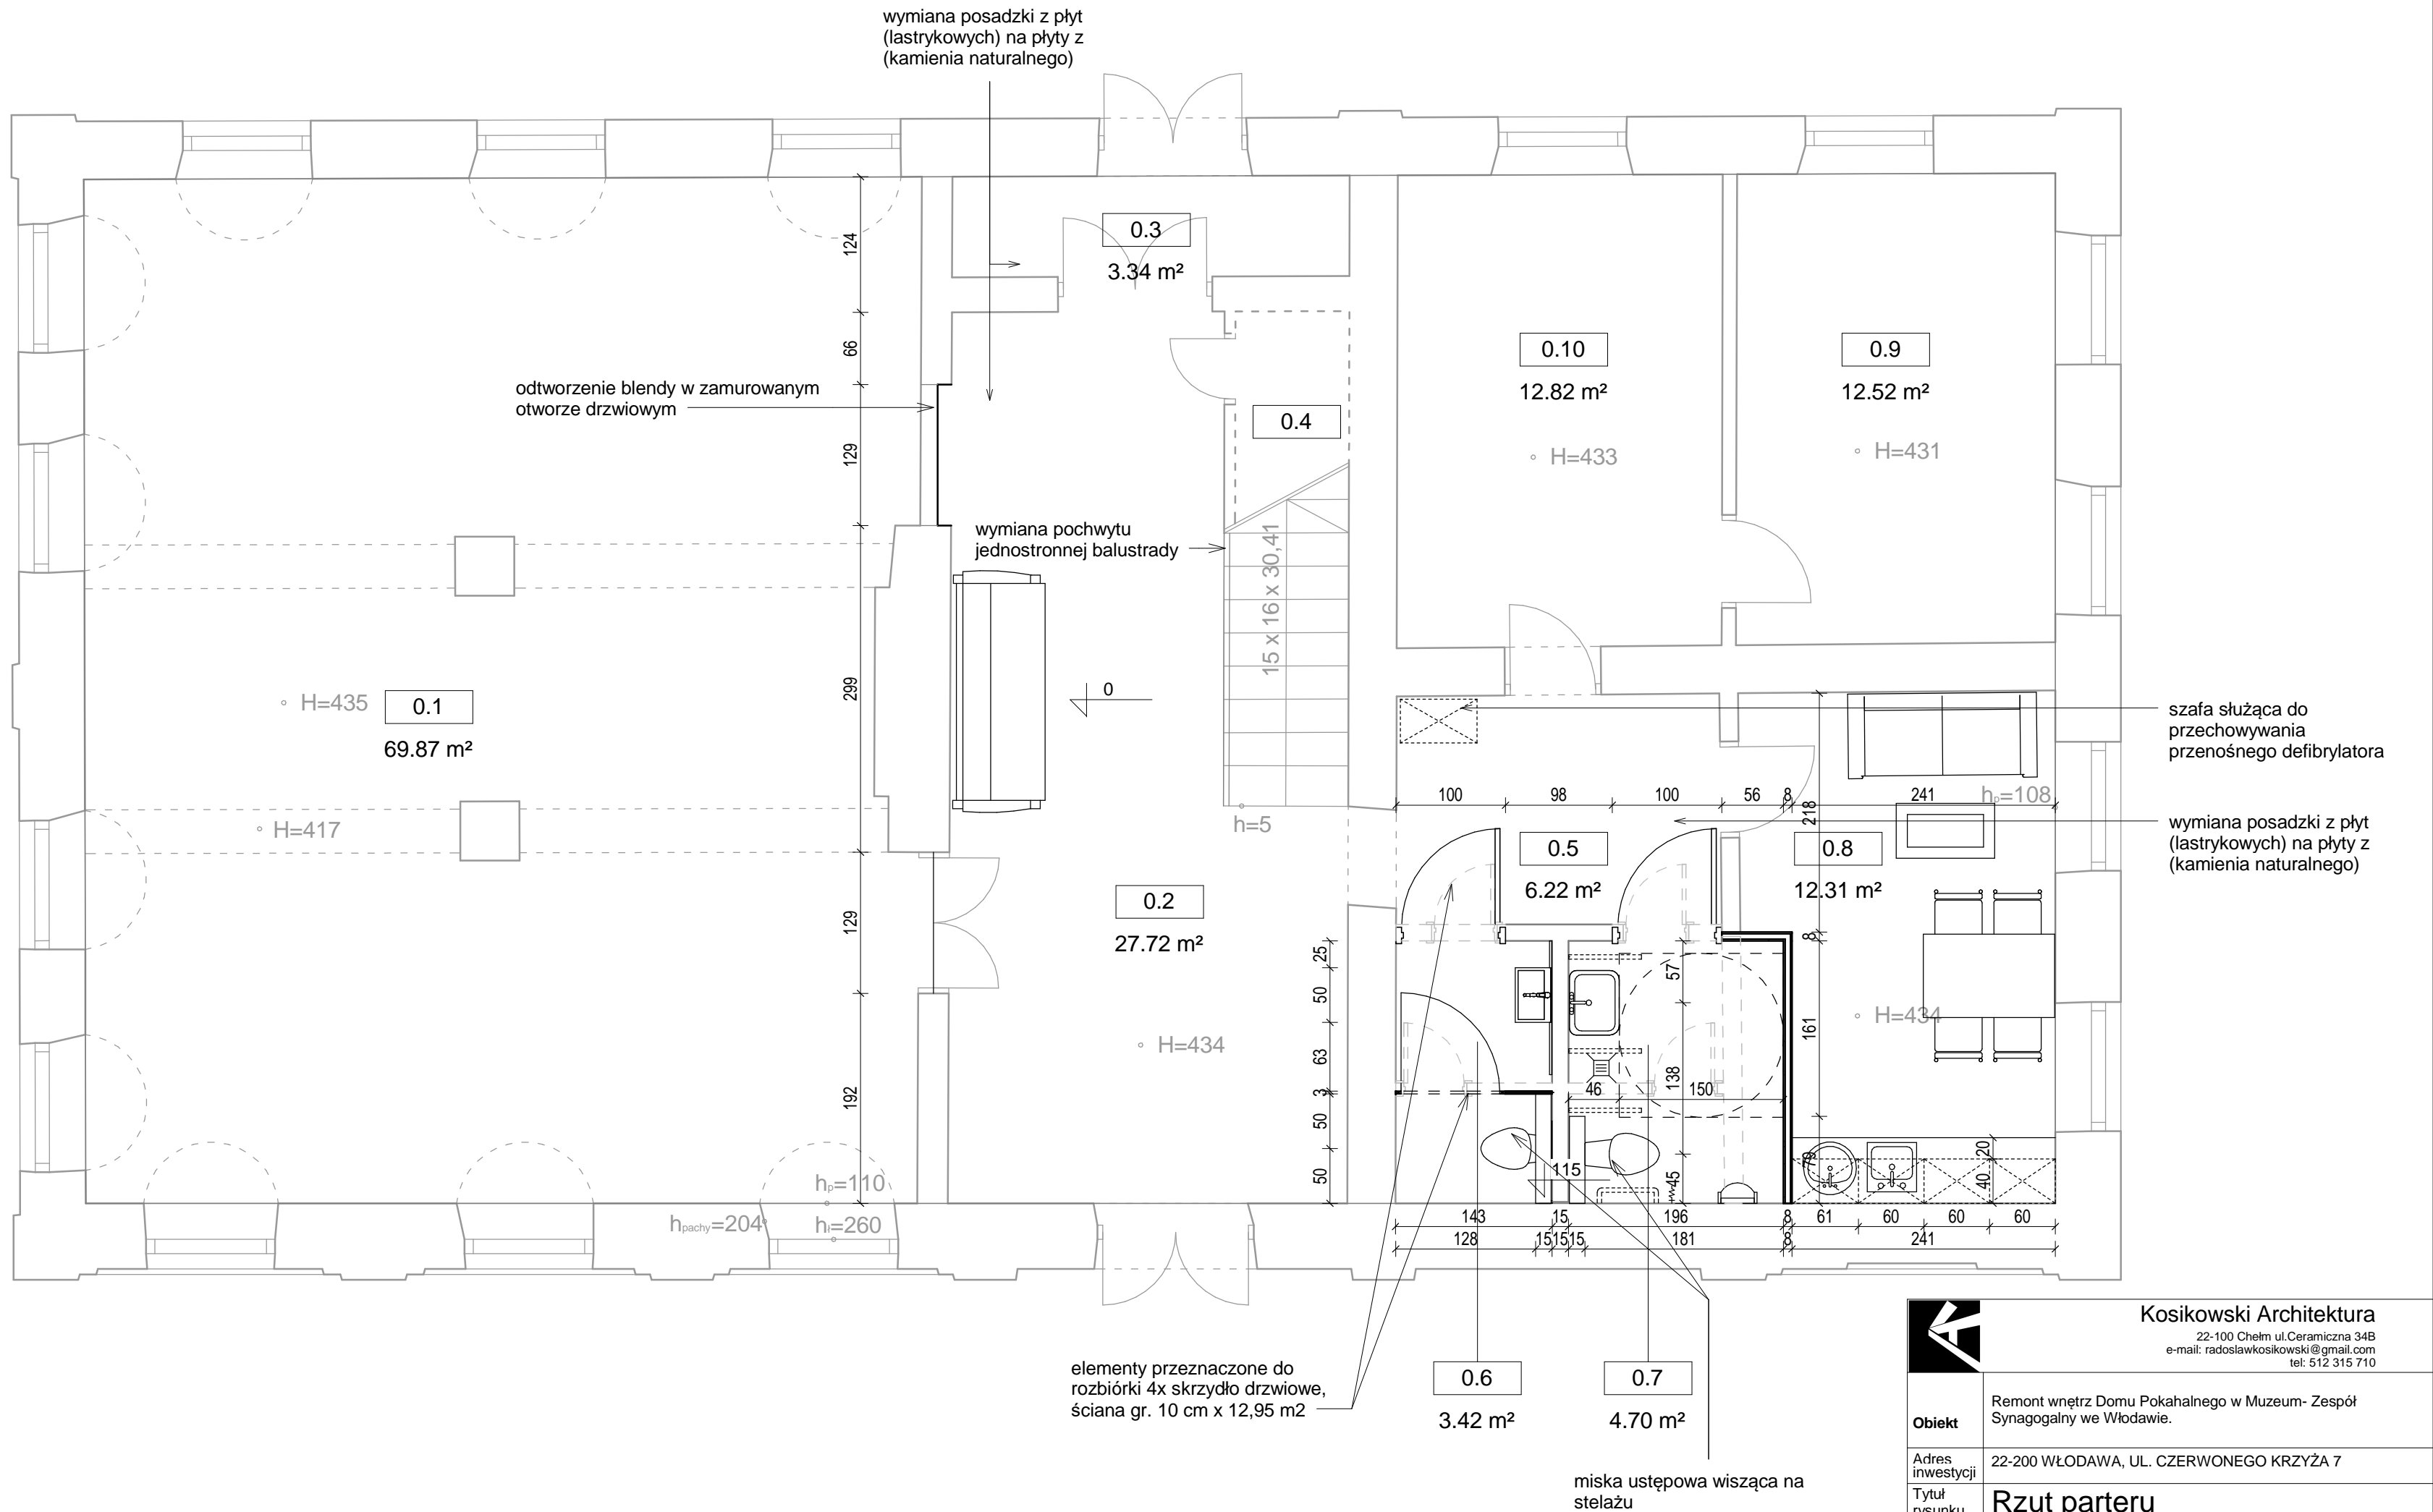 wymiana posadzki z płyt
(lastrykowych) na płyty z
(kamienia naturalnego)
0.3
3.34 m²
124
66
129
299
129
192
odtworzenie blendy w zamurowanym
otworze drzwiowym
0.4
0.10
12.82 m²
H=433
0.9
12.52 m²
H=431
wymiana pochwytu
jednostronnej balustrady
15 x 16 x 30,41
0
H=435
0.1
69.87 m²
H=417
h=5
0.2
27.72 m²
H=434
szafa służąca do
przechowywania
przenośnego defibrylatora
100
98
100
56
8
241
218
hp=108
wymiana posadzki z płyt
(lastrykowych) na płyty z
(kamienia naturalnego)
0.5
6.22 m²
0.8
12.31 m²
H=434
25
50
63
3
50
50
57
138
45
46
150
115
8
161
79
20
40
hp=110
hpachy=204
hł=260
143
15
196
8
61
60
60
60
128
15
15
15
181
8
241
elementy przeznaczone do
rozbiórki 4x skrzydło drzwiowe,
ściana gr. 10 cm x 12,95 m2
0.6
3.42 m²
0.7
4.70 m²
miska ustępowa wisząca na
stelażu
Kosikowski Architektura
22-100 Chełm ul.Ceramiczna 34B
e-mail: radoslawkosikowski@gmail.com
tel: 512 315 710
Obiekt
Remont wnętrz Domu Pokahalnego w Muzeum- Zespół
Synagogalny we Włodawie.
Adres
inwestycji
22-200 WŁODAWA, UL. CZERWONEGO KRZYŻA 7
Tytuł
rysunku
Rzut parteru